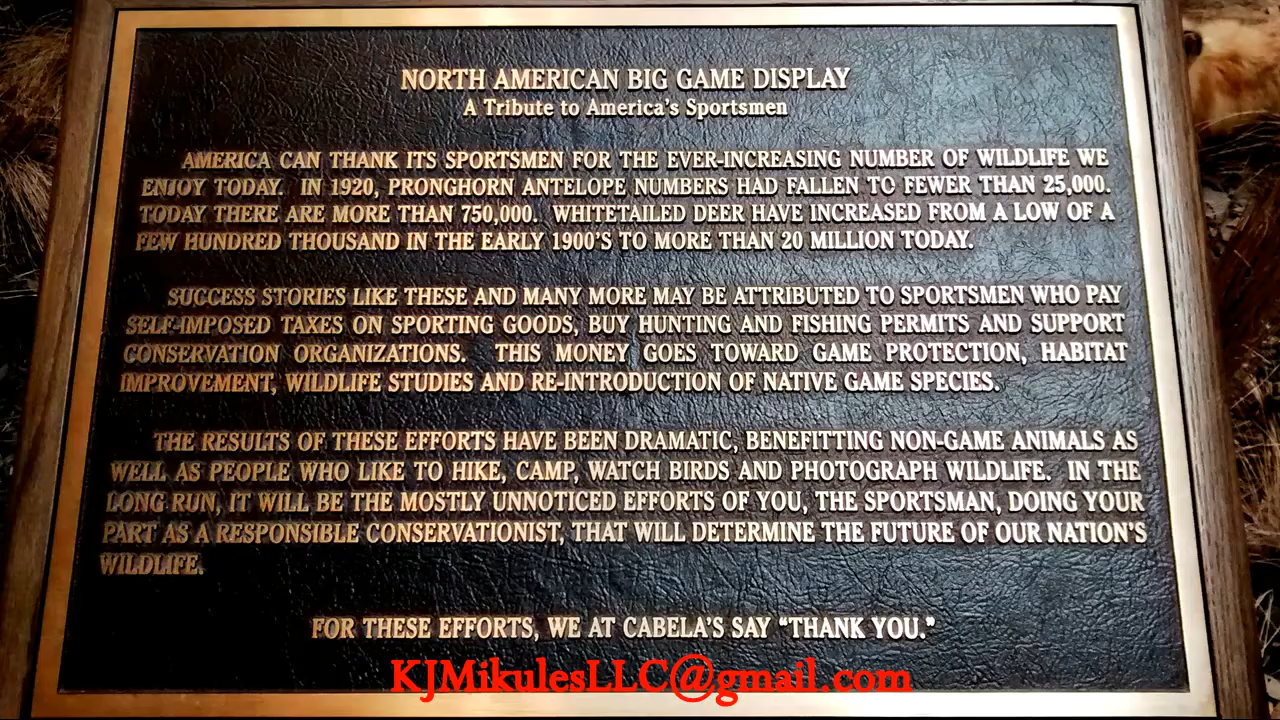 NORTH AMERICAN BIG GAME DISPLAY
A Tribute to America's Sportsmen
AMERICA CAN THANK ITS SPORTSMEN FOR THE EVER-INCREASING NUMBER OF WILDLIFE WE
ENJOY TODAY. IN 1920, PRONGHORN ANTELOPE NUMBERS HAD FALLEN TO FEWER THAN 25,000.
TODAY THERE ARE MORE THAN 750,000. WHITETAILED DEER HAVE INCREASED FROM A LOW OF A
FEW HUNDRED THOUSAND IN THE EARLY 1900'S TO MORE THAN 20 MILLION TODAY.
SUCCESS STORIES LIKE THESE AND MANY MORE MAY BE ATTRIBUTED TO SPORTSMEN WHO PAY
SELF-IMPOSED TAXES ON SPORTING GOODS, BUY HUNTING AND FISHING PERMITS AND SUPPORT
CONSERVATION ORGANIZATIONS. THIS MONEY GOES TOWARD GAME PROTECTION, HABITAT
IMPROVEMENT, WILDLIFE STUDIES AND RE-INTRODUCTION OF NATIVE GAME SPECIES.
THE RESULTS OF THESE EFFORTS HAVE BEEN DRAMATIC, BENEFITTING NON-GAME ANIMALS AS
WELL AS PEOPLE WHO LIKE TO HIKE, CAMP, WATCH BIRDS AND PHOTOGRAPH WILDLIFE. IN THE
LONG RUN, IT WILL BE THE MOSTLY UNNOTICED EFFORTS OF YOU, THE SPORTSMAN, DOING YOUR
PART AS A RESPONSIBLE CONSERVATIONIST, THAT WILL DETERMINE THE FUTURE OF OUR NATION'S
WILDLIFE.
FOR THESE EFFORTS, WE AT CABELA'S SAY "THANK YOU."
KJMikulesLLC@gmail.com